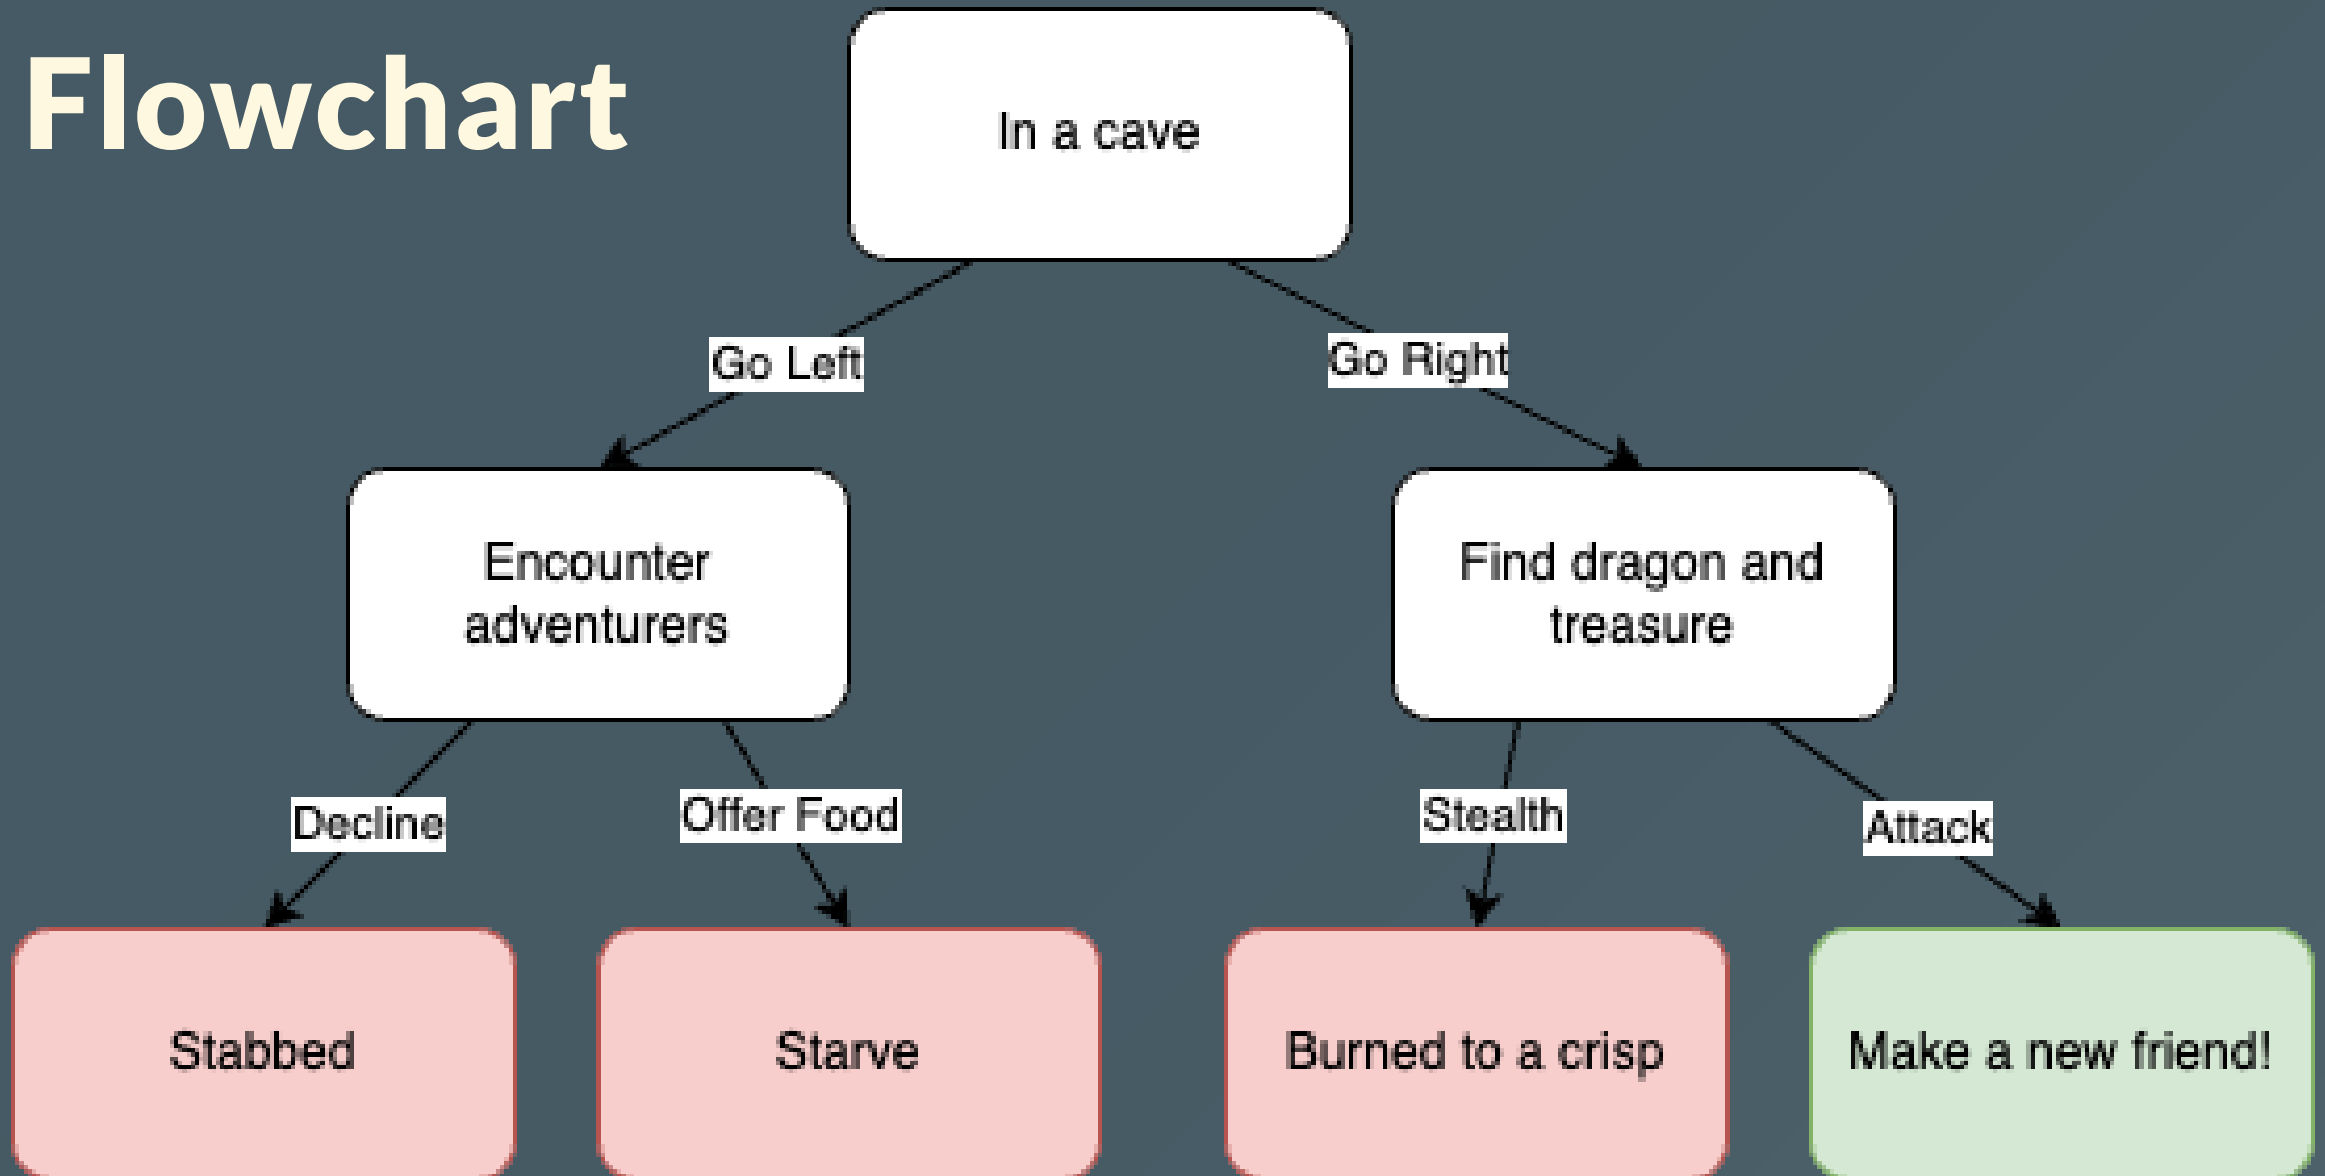 Flowchart
In a cave
Go Left
Go Right
Encounter
adventurers
Find dragon and
treasure
Decline
Offer Food
Stealth
Attack
Stabbed
Starve
Burned to a crisp
Make a new friend!